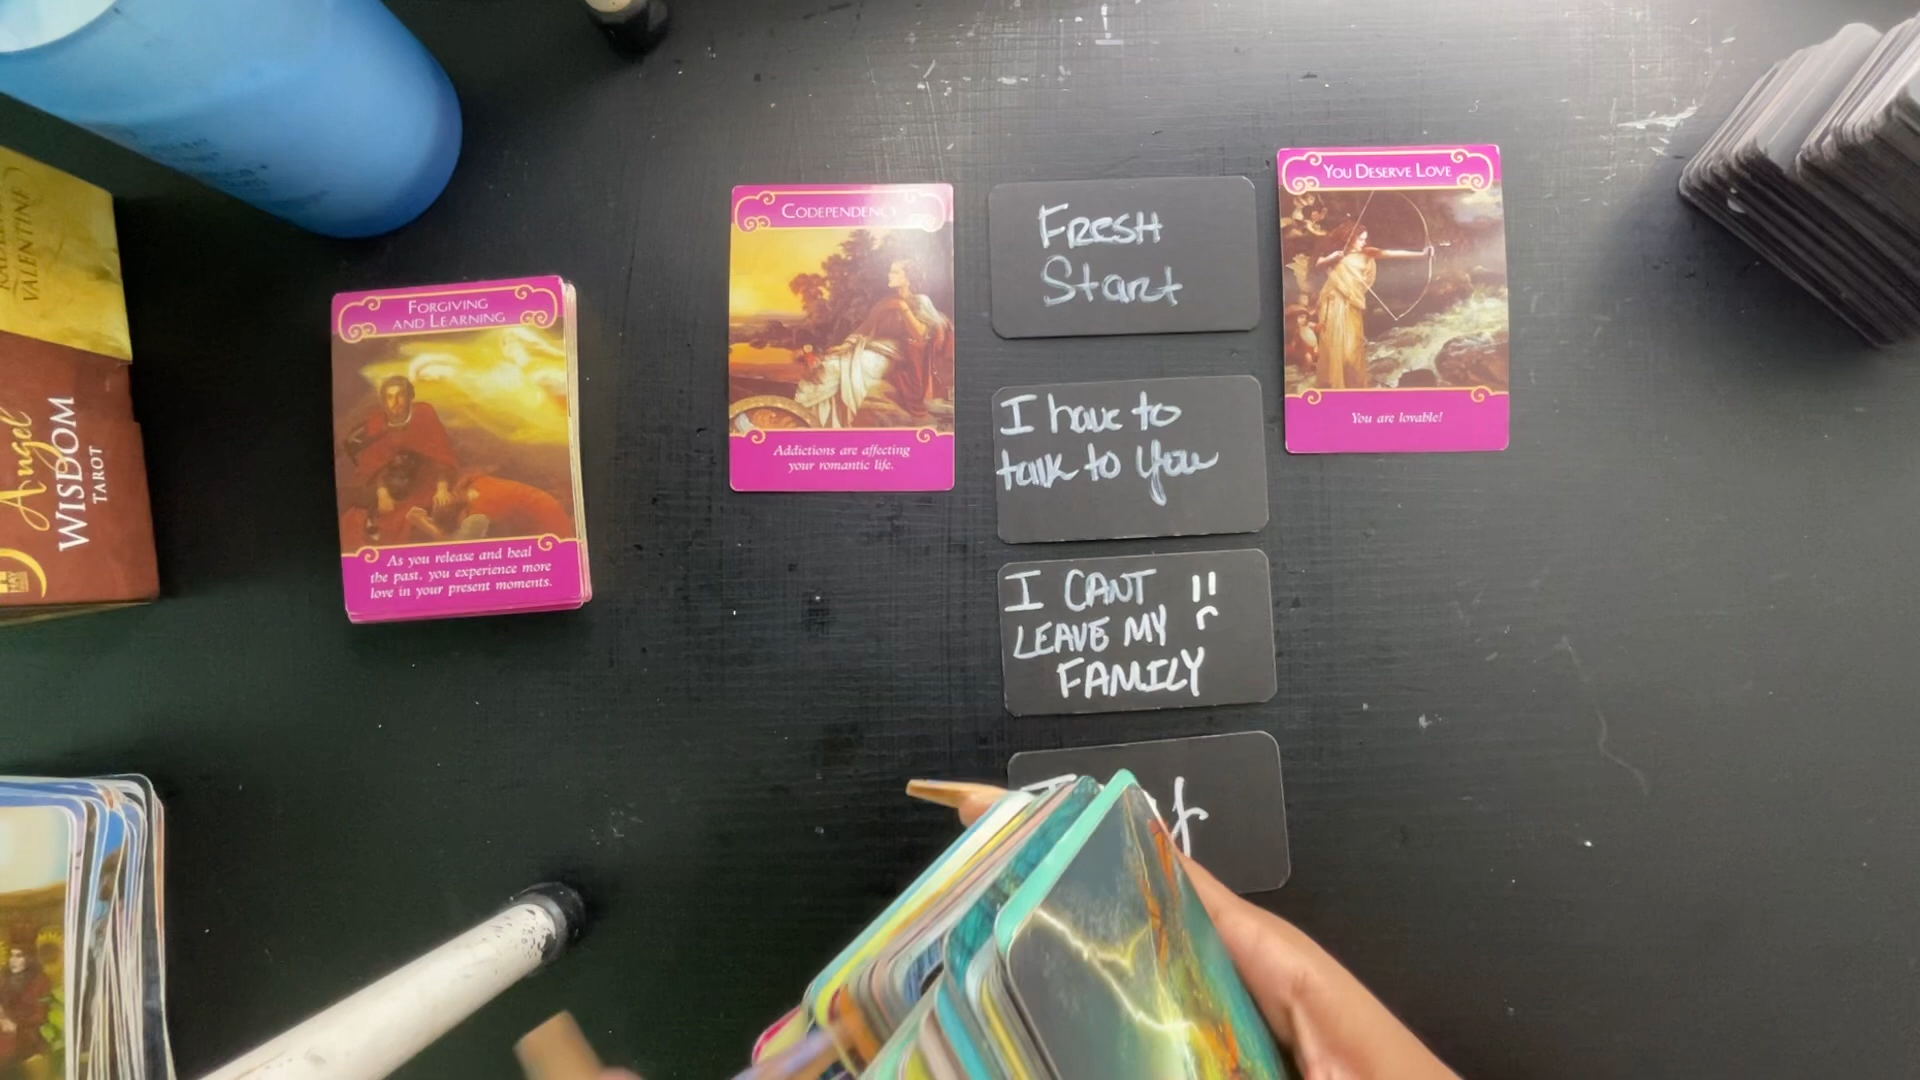 VALENTINE
Angel
WISDOM
TAROT
FORGIVING
AND LEARNING
As you release and heal
the past, you experience more
love in your present moments.
CODEPENDENCY
Addictions are affecting
your romantic life.
FRESH
Start
I have to
talk to You
I CANT
LEAVE MY
FAMILY
YOU DESERVE LOVE
You are lovable!